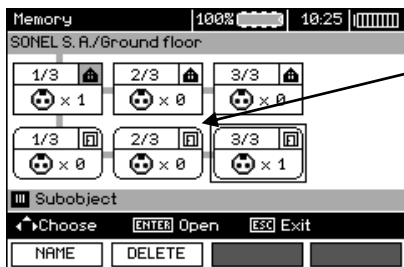 Memory 100% 10:25
SONEL S. A./Ground floor
1/3 2/3 3/3
× 1 × 0 × 0
1/3 2/3 3/3
× 0 × 0 × 1
Subobject
Choose ENTER Open ESC Exit
NAME DELETE